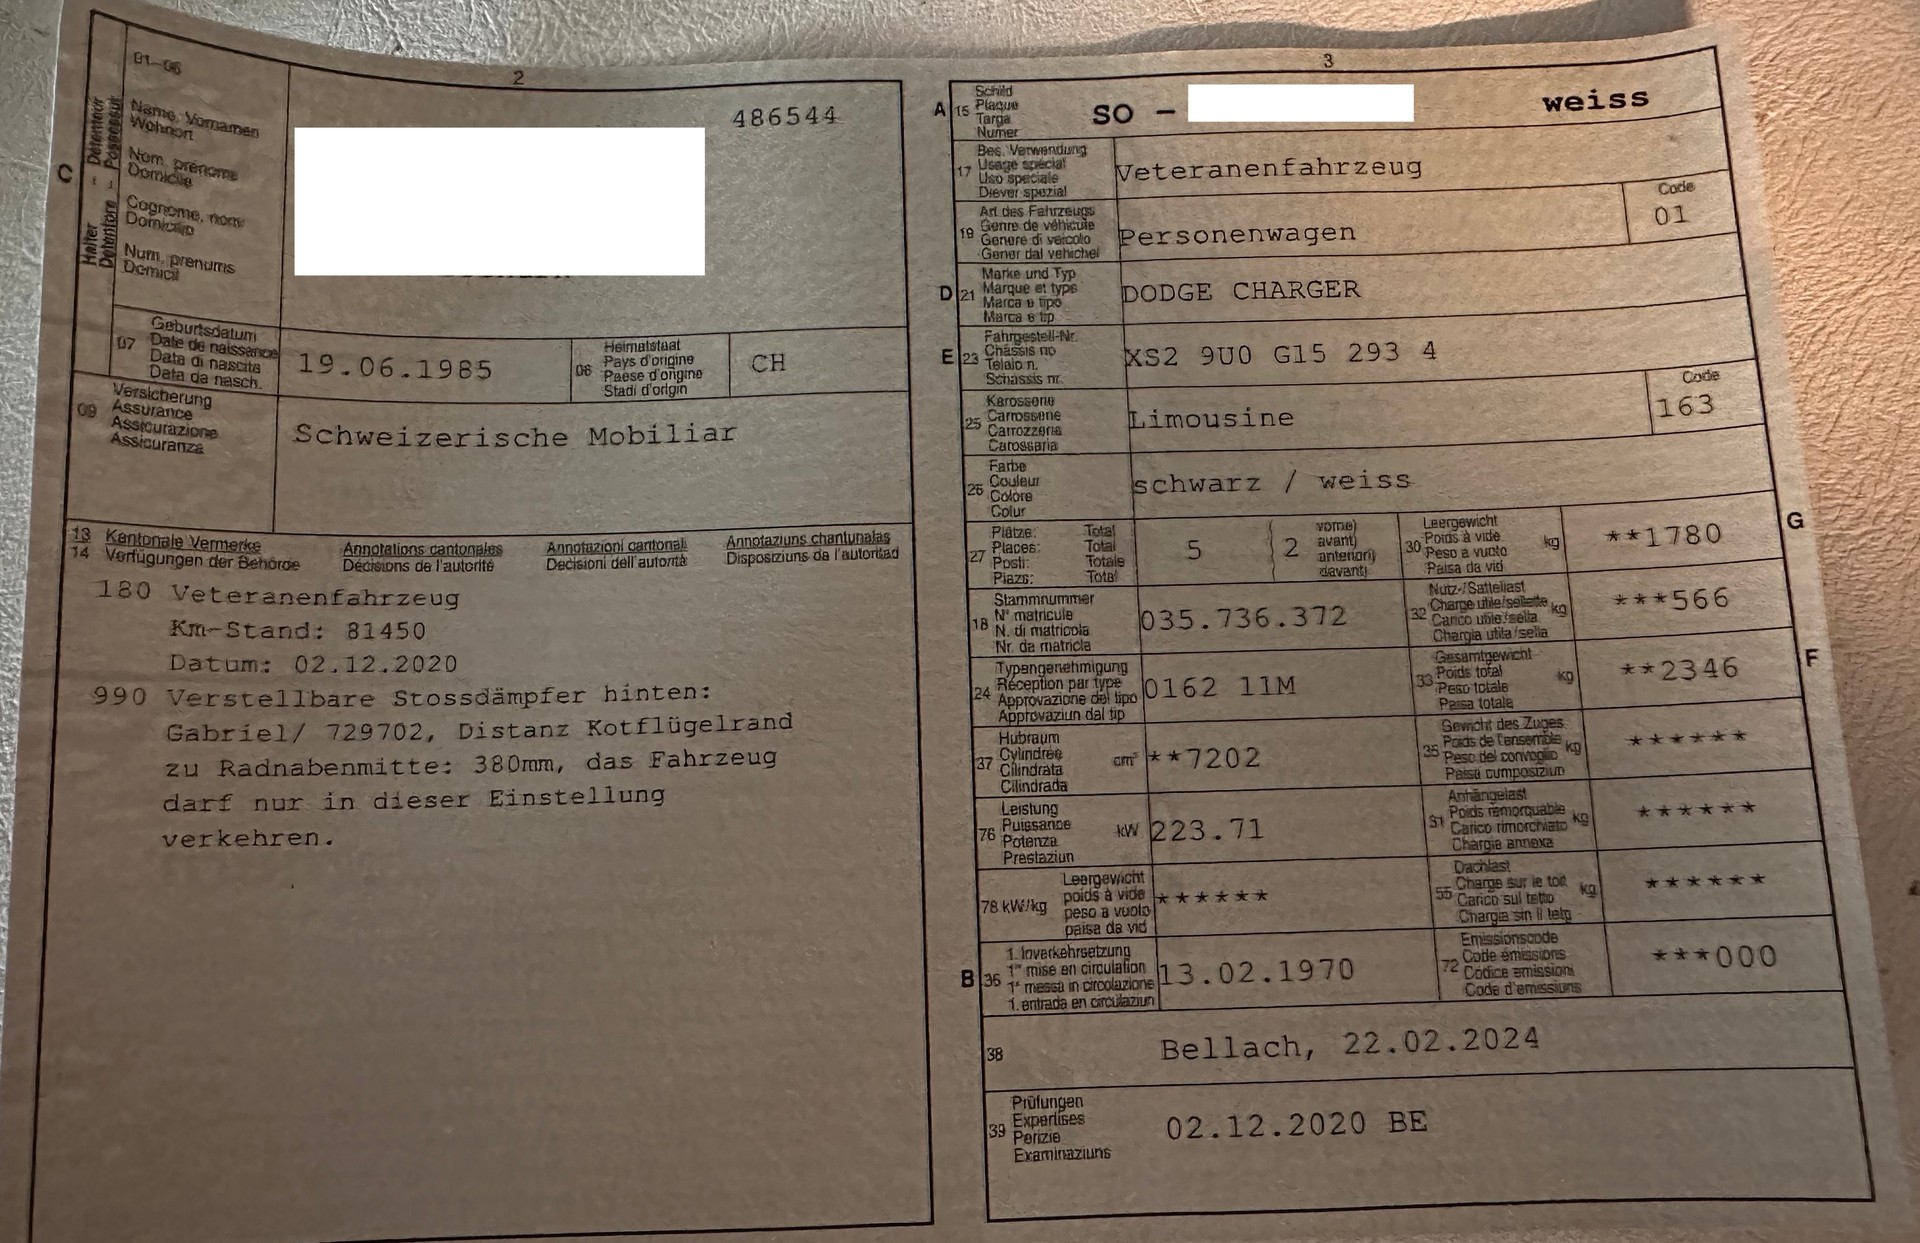 2
01-06
Name, Vornamen
Wohnort
Nom, prénoms
Domicile
Cognome, nomi
Domicilio
Num, prenums
Domicil
C
Halter Détenteur
Detentore Possessur
486544
07
Geburtsdatum
Date de naissance
Data di nascita
Data da nasch.
19.06.1985
08
Heimatstaat
Pays d'origine
Paese d'origine
Stadi d'origin
CH
09
Versicherung
Assurance
Assicurazione
Assicuranza
Schweizerische Mobiliar
13 Kantonale Vermerke Annotations cantonales Annotazioni cantonali Annotaziuns chantunalas
14 Verfügungen der Behörde Décisions de l'autorité Decisioni dell'autorità Disposiziuns da l'autoritad
180 Veteranenfahrzeug
Km-Stand: 81450
Datum: 02.12.2020
990 Verstellbare Stossdämpfer hinten:
Gabriel/ 729702, Distanz Kotflügelrand
zu Radnabenmitte: 380mm, das Fahrzeug
darf nur in dieser Einstellung
verkehren.
3
A 15
Schild
Plaque
Targa
Numer
SO - weiss
17
Bes. Verwendung
Usage spécial
Uso speciale
Diever spezial
Veteranenfahrzeug
19
Art des Fahrzeugs
Genre de véhicule
Genere di veicolo
Gener dal vehichel
Personenwagen
Code
01
D 21
Marke und Typ
Marque et type
Marca e tipo
Marca e tip
DODGE CHARGER
E 23
Fahrgestell-Nr.
Châssis no
Telaio n.
Schassis nr.
XS2 9U0 G15 293 4
25
Karosserie
Carrosserie
Carrozzeria
Carossaria
Limousine
Code
163
26
Farbe
Couleur
Colore
Colur
schwarz / weiss
27
Plätze: Total
Places: Total
Posti: Totale
Plazs: Total
5
2
vorne)
avant)
anteriori)
davant)
G
30
Leergewicht
Poids à vide
Peso a vuoto
Paisa da vid
kg
**1780
18
Stammnummer
N° matricule
N. di matricola
Nr. da matricla
035.736.372
32
Nutz-/Sattellast
Charge utile/sellette
Carico utile/sella
Chargia utila/sella
kg
***566
24
Typengenehmigung
Réception par type
Approvazione del tipo
Approvaziun dal tip
0162 11M
F
33
Gesamtgewicht
Poids total
Peso totale
Paisa totale
kg
**2346
37
Hubraum
Cylindrée
Cilindrata
Cilindrada
cm³
**7202
35
Gewicht des Zuges
Poids de l'ensemble
Peso del convoglio
Paisa cumposiziun
kg
******
76
Leistung
Puissance
Potenza
Prestaziun
kW
223.71
31
Anhängelast
Poids remorquable
Carico rimorchiato
Chargia annexa
kg
******
78 kW/kg
Leergewicht
poids à vide
peso a vuoto
paisa da vid
******
55
Dachlast
Charge sur le toit
Carico sul tetto
Chargia sin il tetg
kg
******
B 36
1. Inverkehrsetzung
1re mise en circulation
1a messa in circolazione
1. entrada en circulaziun
13.02.1970
72
Emissionscode
Code émissions
Codice emissioni
Code d'emissiuns
***000
38
Bellach, 22.02.2024
39
Prüfungen
Expertises
Perizie
Examinaziuns
02.12.2020 BE